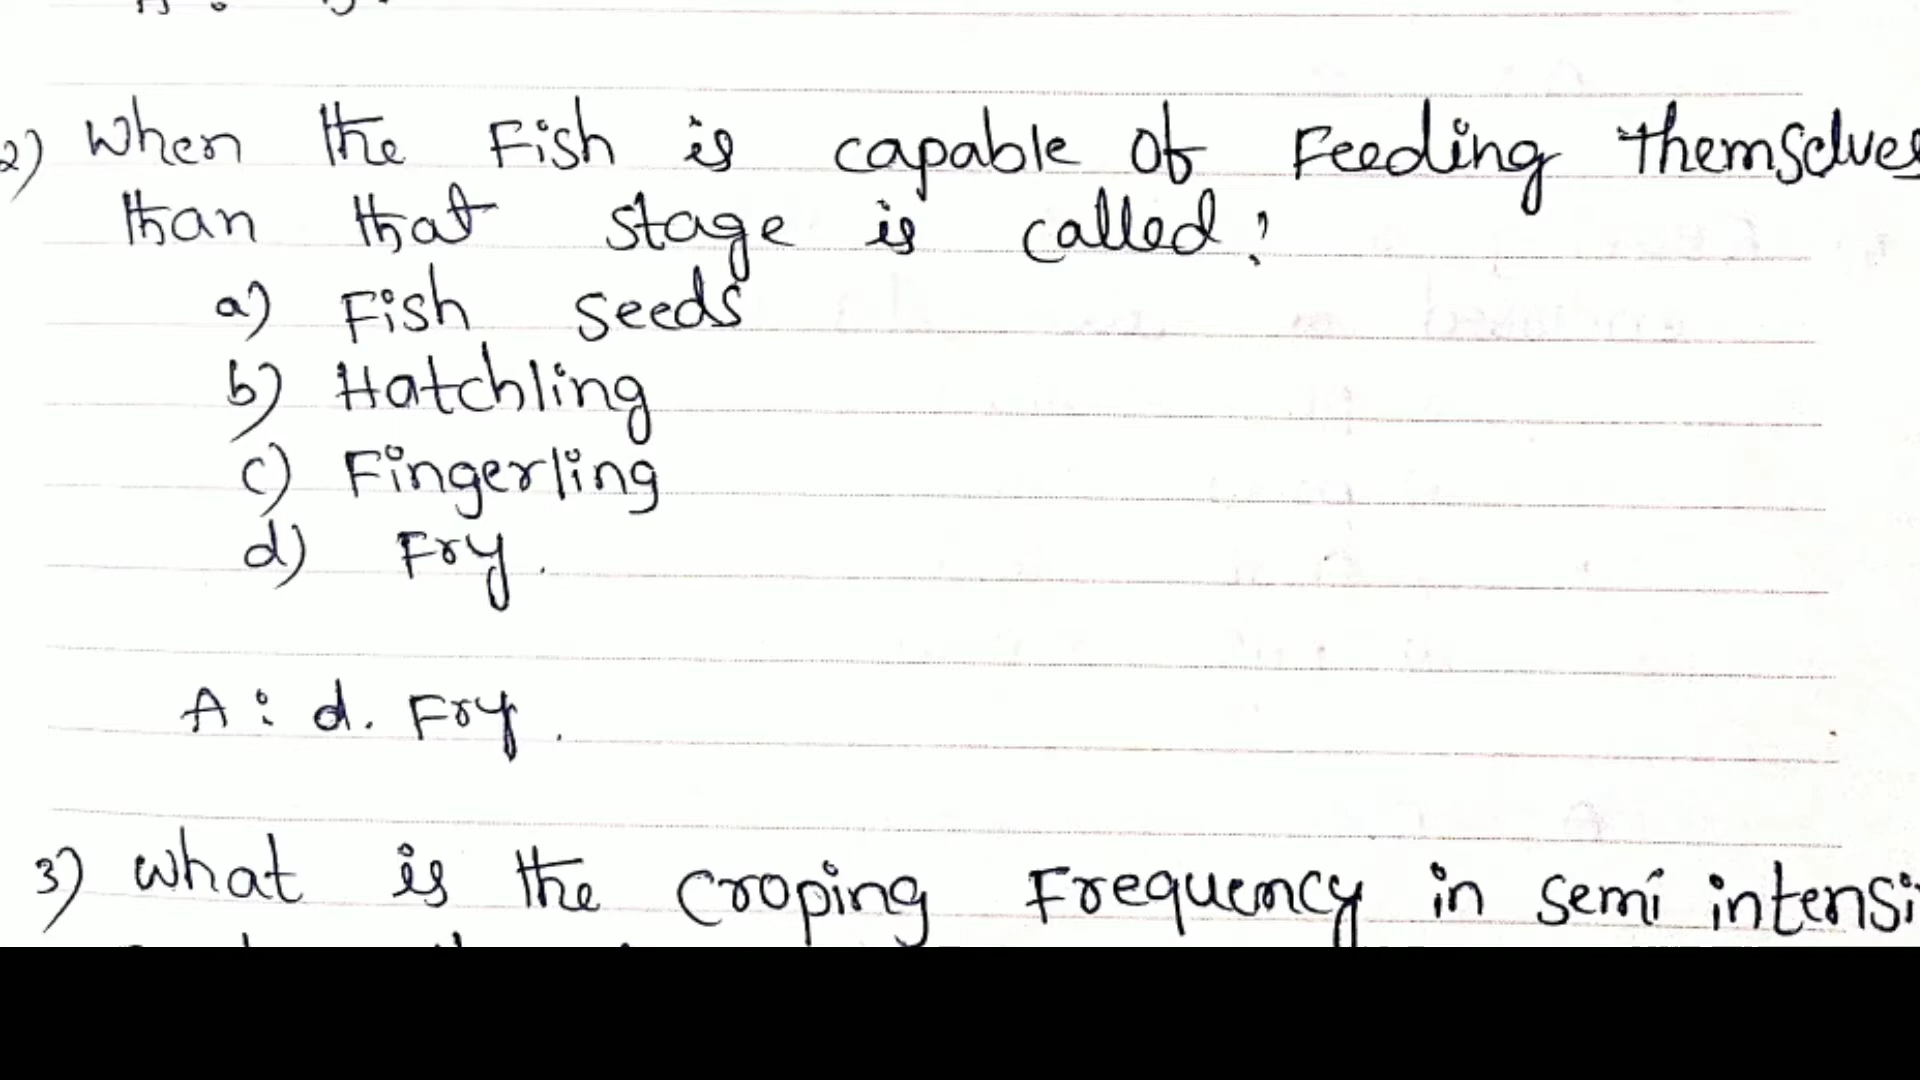 2) When the Fish is capable of Feeding themselves
than that stage is called?
a) Fish seeds
b) Hatchling
c) Fingerling
d) Fry.
A: d. Fry.
3) What is the Croping Frequency in semi intensi